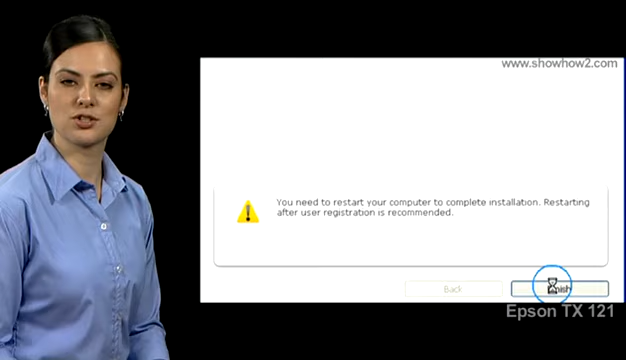 www.showhow2.com
You need to restart your computer to complete installation. Restarting
after user registration is recommended.
Back
Finish
Epson TX 121